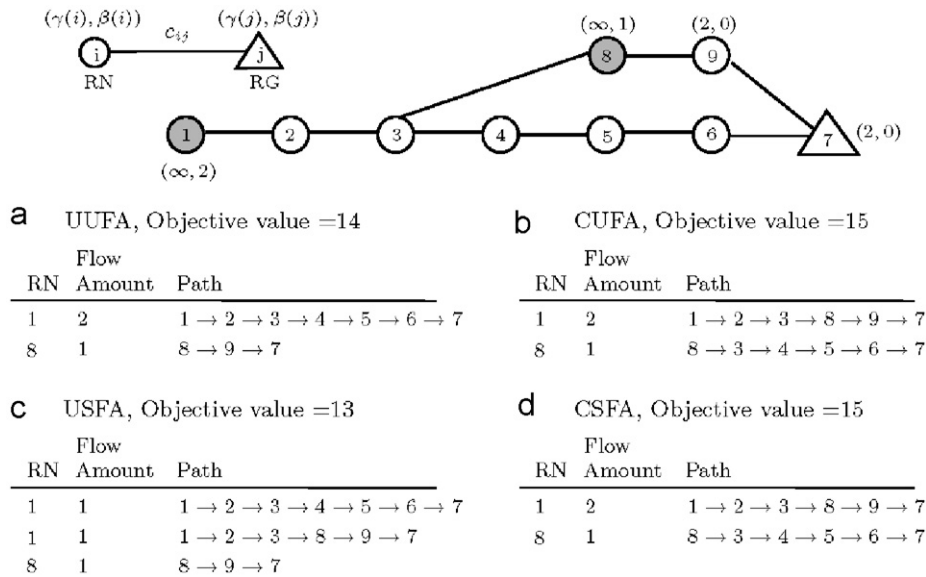 (γ(i), β(i)) (γ(j), β(j))
c_{ij}
i j
RN RG
(∞, 1) (2, 0)
8 9
1 2 3 4 5 6 7 (2, 0)
(∞, 2)
a UUFA, Objective value =14
Flow
RN Amount Path
1 2 1 → 2 → 3 → 4 → 5 → 6 → 7
8 1 8 → 9 → 7
b CUFA, Objective value =15
Flow
RN Amount Path
1 2 1 → 2 → 3 → 8 → 9 → 7
8 1 8 → 3 → 4 → 5 → 6 → 7
c USFA, Objective value =13
Flow
RN Amount Path
1 1 1 → 2 → 3 → 4 → 5 → 6 → 7
1 1 1 → 2 → 3 → 8 → 9 → 7
8 1 8 → 9 → 7
d CSFA, Objective value =15
Flow
RN Amount Path
1 2 1 → 2 → 3 → 8 → 9 → 7
8 1 8 → 3 → 4 → 5 → 6 → 7